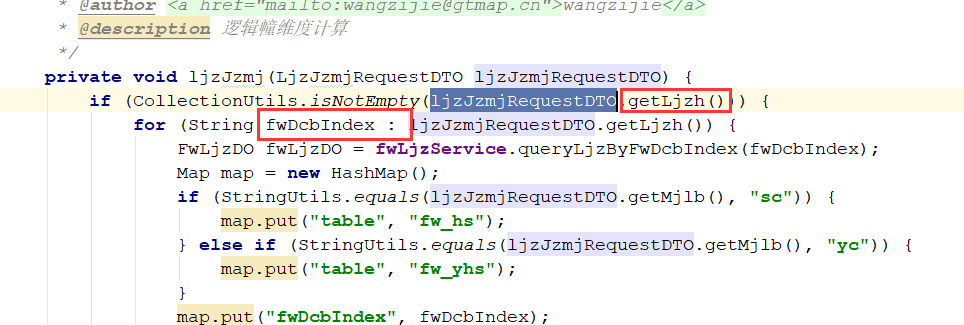 * @author <a href="mailto:wangzijie@gtmap.cn">wangzijie</a>
* @description 逻辑幢维度计算
*/
private void ljzJzmj(LjzJzmjRequestDTO ljzJzmjRequestDTO) {
if (CollectionUtils.isNotEmpty(ljzJzmjRequestDTO.getLjzh())) {
for (String fwDcbIndex : ljzJzmjRequestDTO.getLjzh()) {
FwLjzDO fwLjzDO = fwLjzService.queryLjzByFwDcbIndex(fwDcbIndex);
Map map = new HashMap();
if (StringUtils.equals(ljzJzmjRequestDTO.getMjlb(), "sc")) {
map.put("table", "fw_hs");
} else if (StringUtils.equals(ljzJzmjRequestDTO.getMjlb(), "yc")) {
map.put("table", "fw_yhs");
}
map.put("fwDcbIndex", fwDcbIndex);